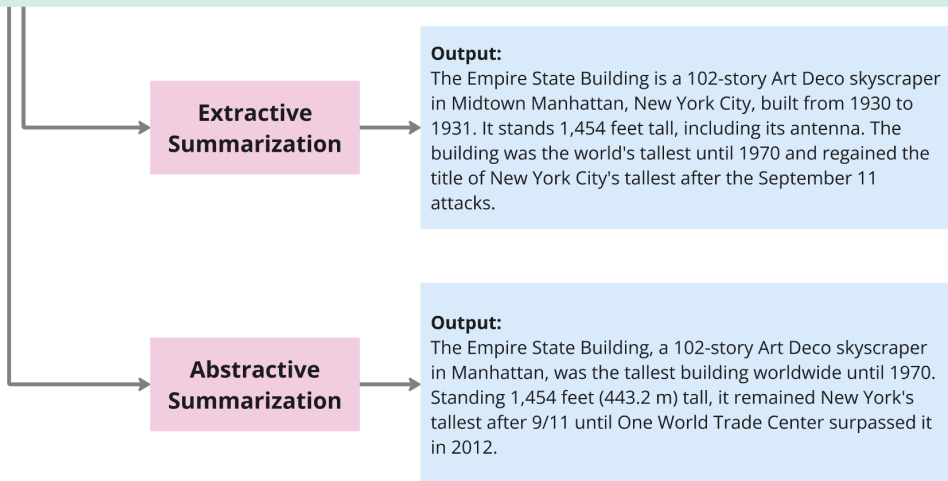 Extractive
Summarization
Output:
The Empire State Building is a 102-story Art Deco skyscraper
in Midtown Manhattan, New York City, built from 1930 to
1931. It stands 1,454 feet tall, including its antenna. The
building was the world's tallest until 1970 and regained the
title of New York City's tallest after the September 11
attacks.
Abstractive
Summarization
Output:
The Empire State Building, a 102-story Art Deco skyscraper
in Manhattan, was the tallest building worldwide until 1970.
Standing 1,454 feet (443.2 m) tall, it remained New York's
tallest after 9/11 until One World Trade Center surpassed it
in 2012.